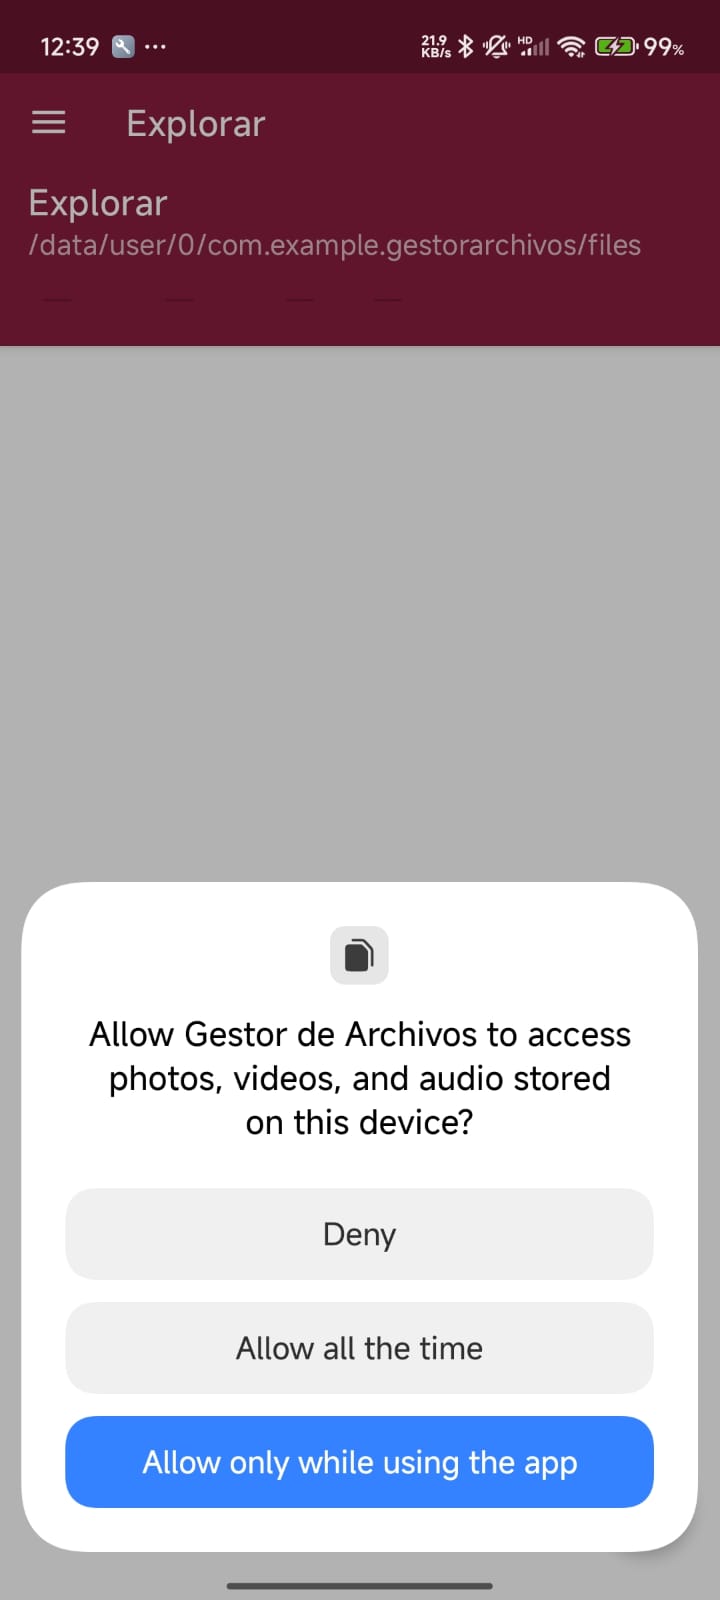 12:39 21.9 KB/s HD 99%
Explorar
Explorar
/data/user/0/com.example.gestorarchivos/files
Allow Gestor de Archivos to access
photos, videos, and audio stored
on this device?
Deny
Allow all the time
Allow only while using the app